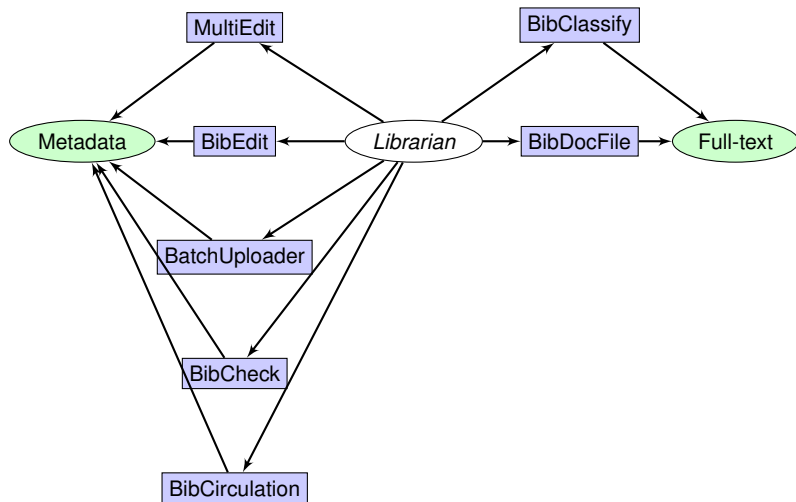 MultiEdit
BibClassify
Metadata
BibEdit
Librarian
BibDocFile
Full-text
BatchUploader
BibCheck
BibCirculation